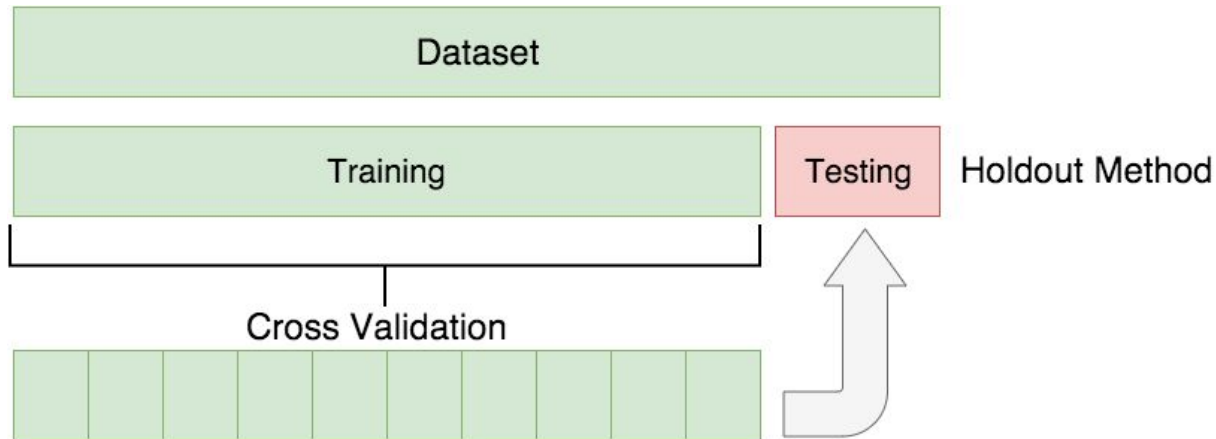 Dataset
Training
Testing
Holdout Method
Cross Validation